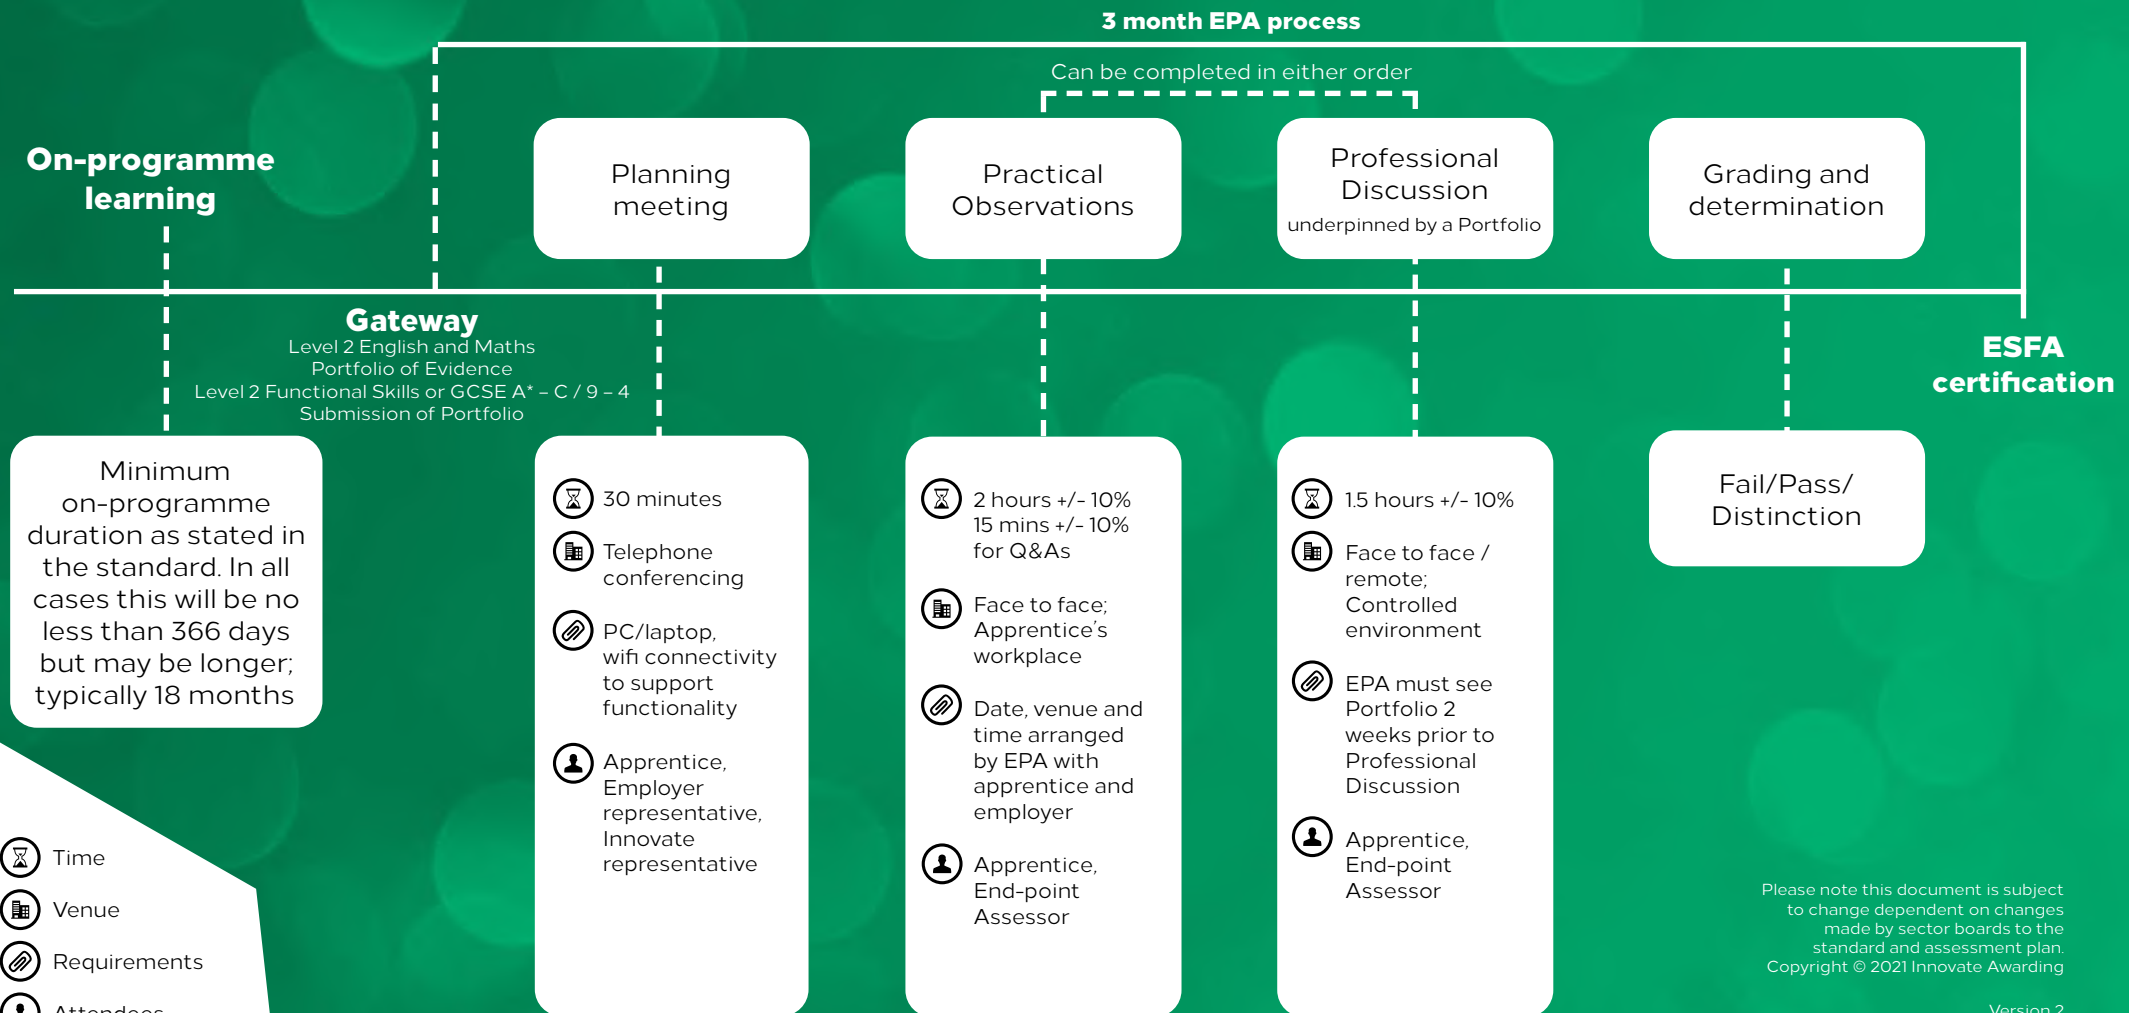 3 month EPA process
Can be completed in either order
On-programme
learning
Planning
meeting
Practical
Observations
Professional
Discussion
underpinned by a Portfolio
Grading and
determination
Gateway
Level 2 English and Maths
Portfolio of Evidence
Level 2 Functional Skills or GCSE A* – C / 9 – 4
Submission of Portfolio
ESFA
certification
Minimum
on-programme
duration as stated in
the standard. In all
cases this will be no
less than 366 days
but may be longer;
typically 18 months
30 minutes
Telephone
conferencing
PC/laptop,
wifi connectivity
to support
functionality
Apprentice,
Employer
representative,
Innovate
representative
2 hours +/- 10%
15 mins +/- 10%
for Q&As
Face to face;
Apprentice's
workplace
Date, venue and
time arranged
by EPA with
apprentice and
employer
Apprentice,
End-point
Assessor
1.5 hours +/- 10%
Face to face /
remote;
Controlled
environment
EPA must see
Portfolio 2
weeks prior to
Professional
Discussion
Apprentice,
End-point
Assessor
Fail/Pass/
Distinction
Time
Venue
Requirements
Attendees
Please note this document is subject
to change dependent on changes
made by sector boards to the
standard and assessment plan.
Copyright © 2021 Innovate Awarding
Version 2